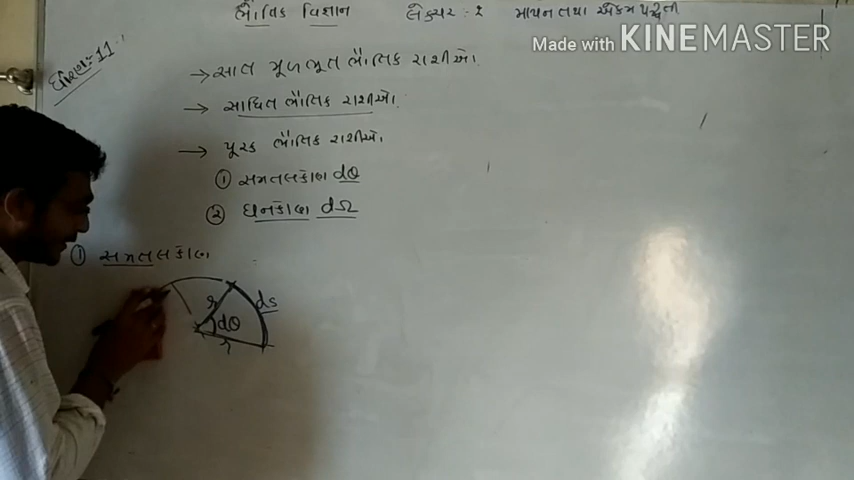 ભૌતિક વિજ્ઞાન લેક્ચર : ૨ માપન તથા એકમ પદ્ધતી
Made with KINEMASTER
ધોરણ:- 11
→ સાત મૂળભૂત ભૌતિક રાશીઓ.
→ સાધિત ભૌતિક રાશીઓ.
→ પૂરક ભૌતિક રાશીઓ.
① સમતલકોણ dθ
② ઘનકોણ dΩ
① સમતલકોણ
r ds
dθ
r